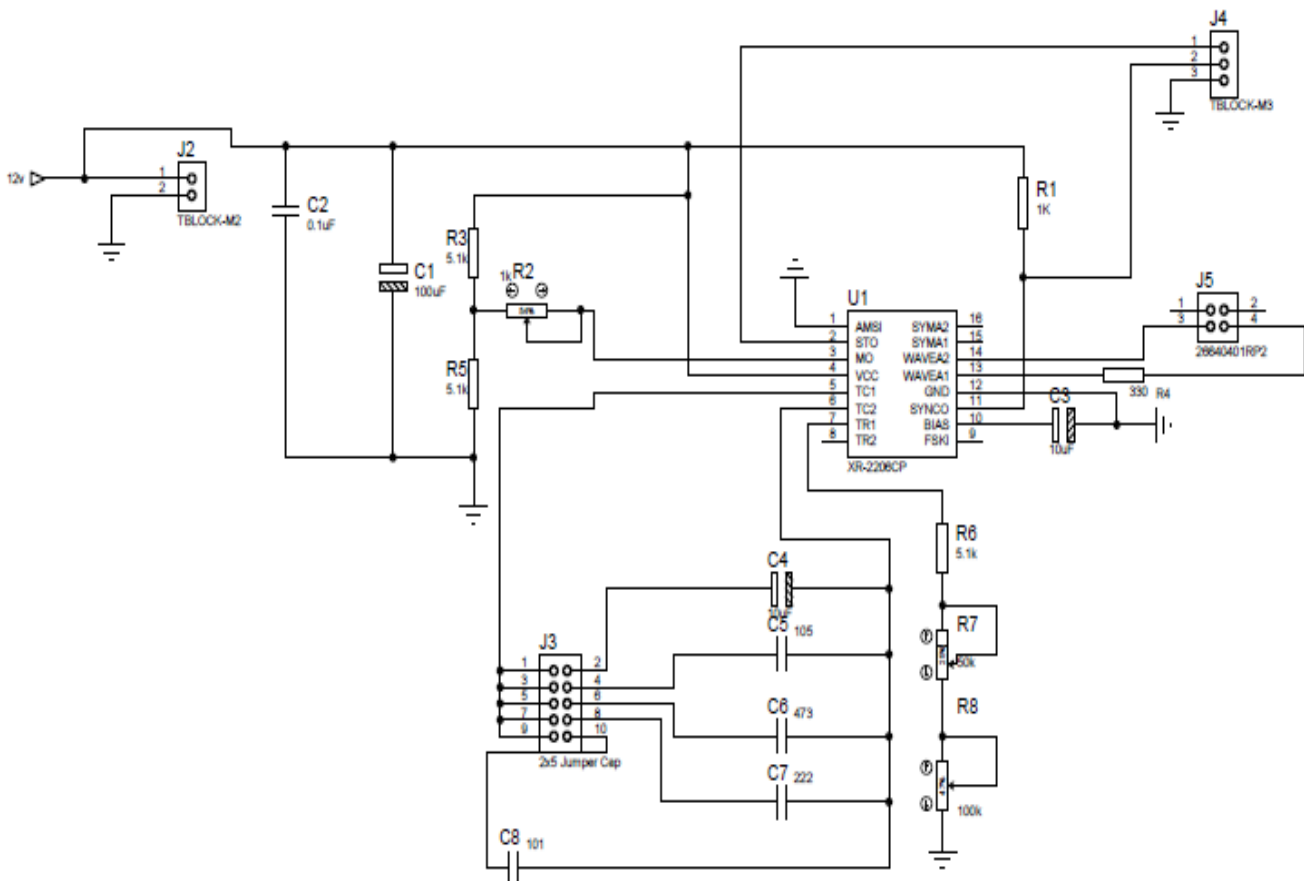 J4
1
2
3
TBLOCK-M3
12v
J2
1
2
TBLOCK-M2
C2
0.1uF
C1
100uF
R3
5.1k
1k
R2
R5
5.1k
R1
1K
J5
1
2
3
4
26640401RP2
U1
1 AMSI SYMA2 16
2 STO SYMA1 15
3 MO WAVEA2 14
4 VCC WAVEA1 13
5 TC1 GND 12
6 TC2 SYNCO 11
7 TR1 BIAS 10
8 TR2 FSKI 9
XR-2206CP
330 R4
C3
10uF
R6
5.1k
R7
50k
R8
100k
C4
10uF
C5 105
C6 473
C7 222
C8 101
J3
1 2
3 4
5 6
7 8
9 10
2x5 Jumper Cap